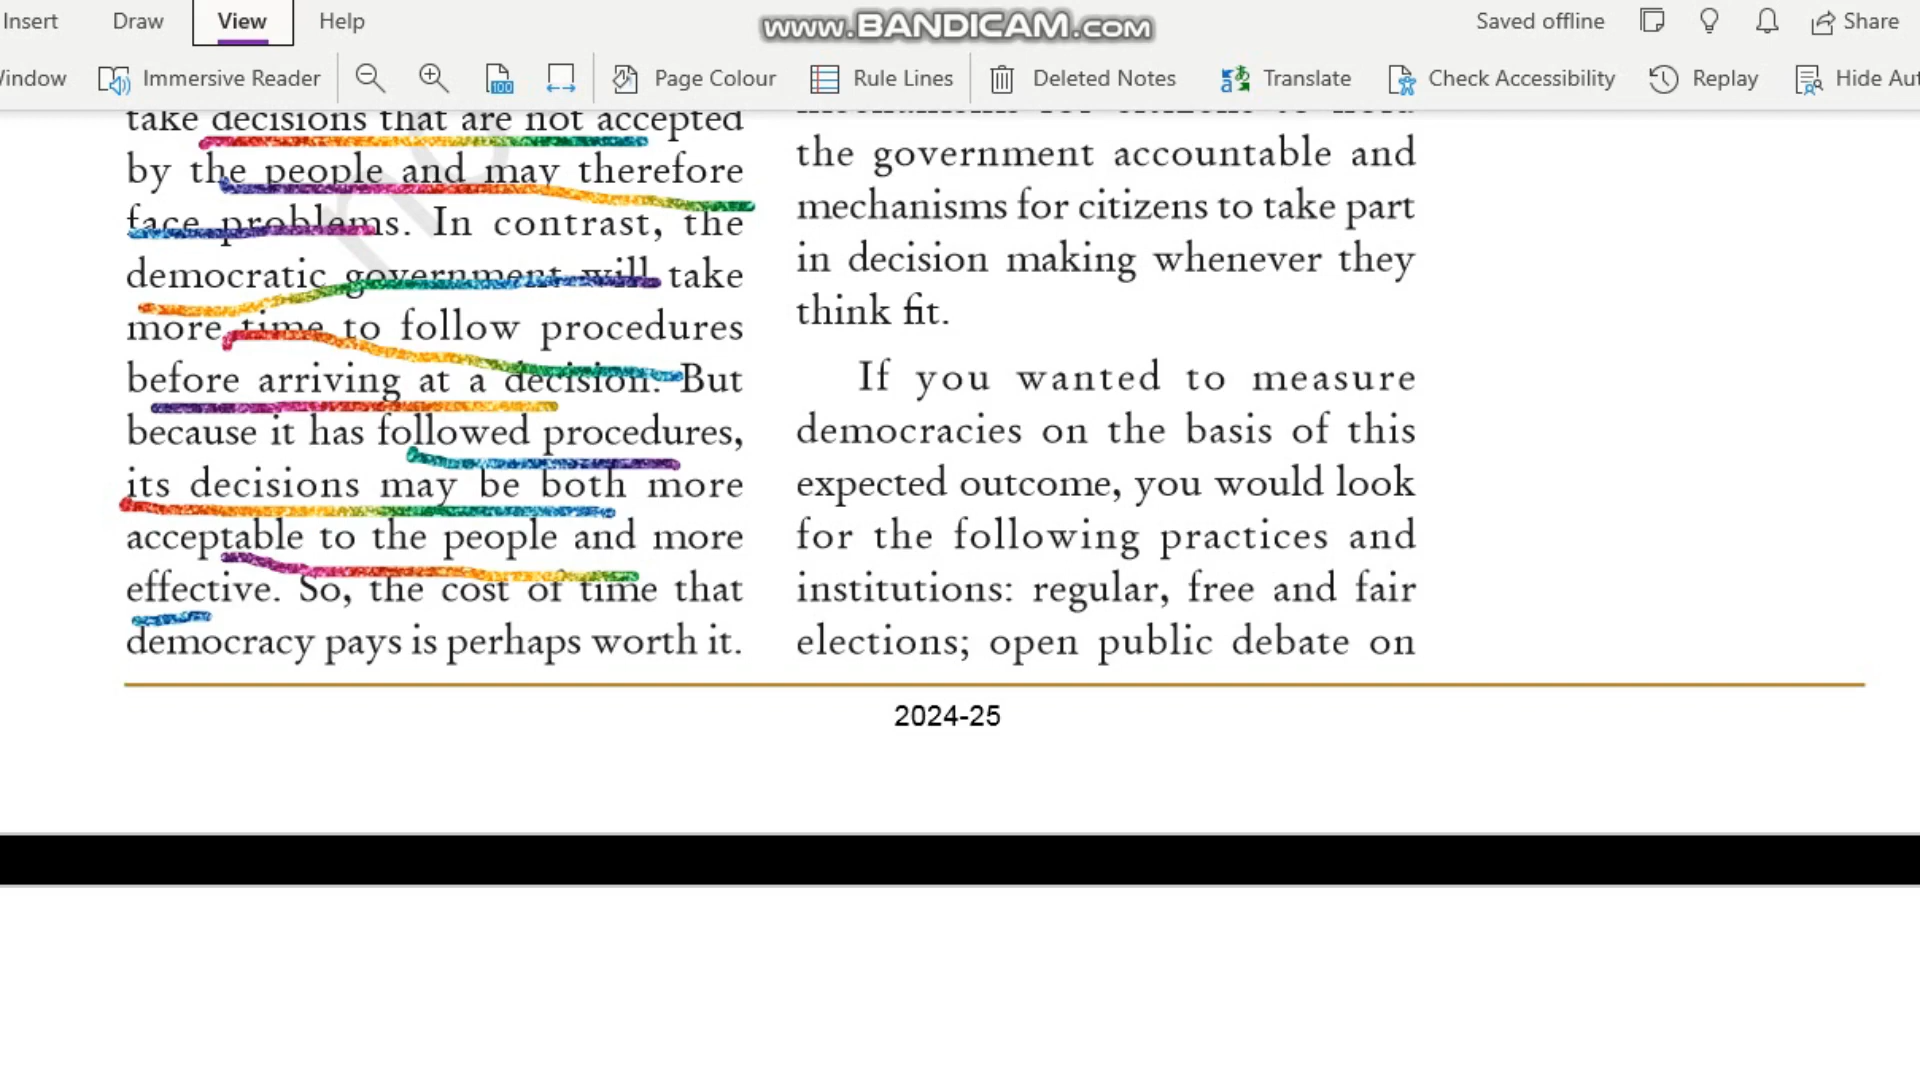 Insert
Draw
View
Help
www.BANDICAM.com
Saved offline
Share
Immersive Reader
Page Colour
Rule Lines
Deleted Notes
Translate
Check Accessibility
Replay
take decisions that are not accepted
by the people and may therefore
face problems. In contrast, the
democratic government will take
more time to follow procedures
before arriving at a decision. But
because it has followed procedures,
its decisions may be both more
acceptable to the people and more
effective. So, the cost of time that
democracy pays is perhaps worth it.
the government accountable and
mechanisms for citizens to take part
in decision making whenever they
think fit.
If you wanted to measure
democracies on the basis of this
expected outcome, you would look
for the following practices and
institutions: regular, free and fair
elections; open public debate on
2024-25